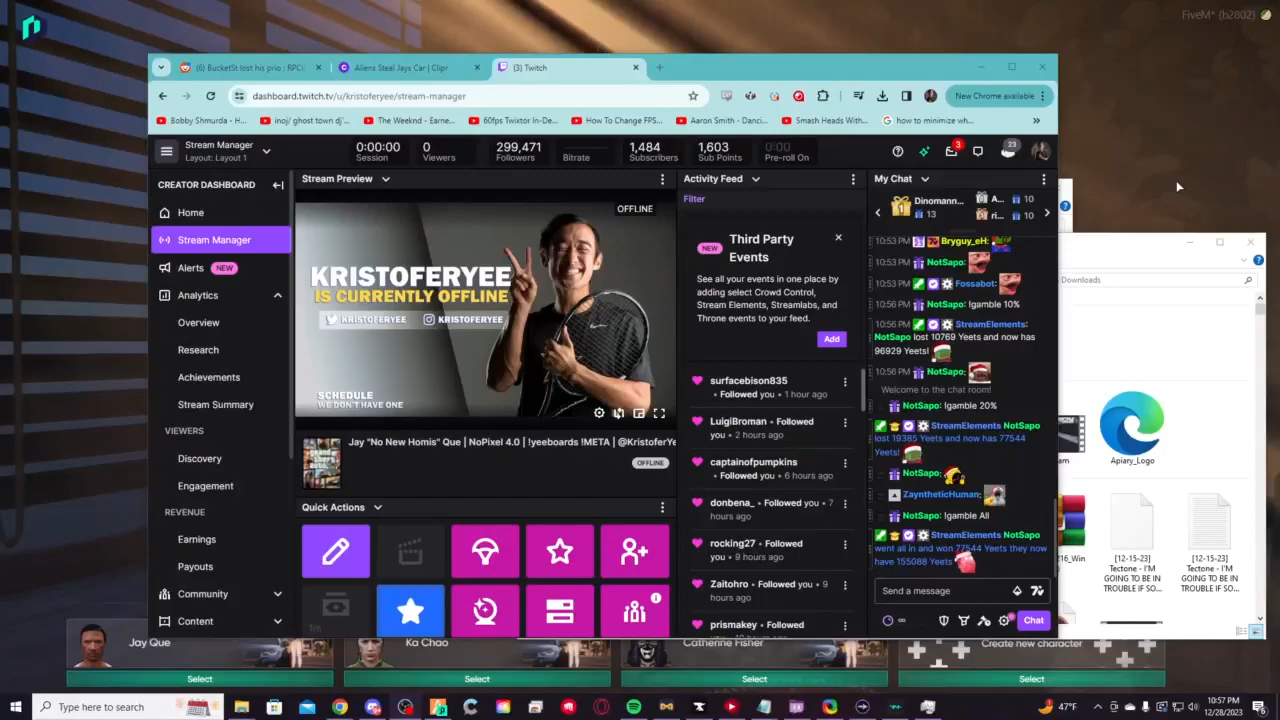 FiveM* (b2802)
(6) BucketSt lost his prio : RPCl
Aliens Steal Jays Car | Clipr
(3) Twitch
dashboard.twitch.tv/u/kristoferyee/stream-manager
New Chrome available
Bobby Shmurda - H...
inoj/ ghost town dj'...
The Weeknd - Earne...
60fps Twixtor In-De...
How To Change FPS...
Aaron Smith - Danci...
Smash Heads With...
how to minimize wh...
Stream Manager
Layout: Layout 1
0:00:00
Session
0
Viewers
299,471
Followers
Bitrate
1,484
Subscribers
1,603
Sub Points
0:00
Pre-roll On
3
23
CREATOR DASHBOARD
Home
Stream Manager
Alerts NEW
Analytics
Overview
Research
Achievements
Stream Summary
VIEWERS
Discovery
Engagement
REVENUE
Earnings
Payouts
Community
Content
Stream Preview
OFFLINE
KRISTOFERYEE
IS CURRENTLY OFFLINE
KRISTOFERYEE KRISTOFERYEE
SCHEDULE
WE DON'T HAVE ONE
Jay "No New Homis" Que | NoPixel 4.0 | !yeeboards !META | @KristoferYe
OFFLINE
Quick Actions
1m
Activity Feed
Filter
NEW
Third Party
Events
See all your events in one place by
adding select Crowd Control,
Stream Elements, Streamlabs, and
Throne events to your feed.
Add
surfacebison835
• Followed you • 1 hour ago
LuigiBroman • Followed
you • 2 hours ago
captainofpumpkins
• Followed you • 6 hours ago
donbena_ • Followed you • 7
hours ago
rocking27 • Followed
you • 9 hours ago
Zaitohro • Followed you • 9
hours ago
prismakey • Followed
My Chat
Dinomann...
13
A... 10
ri... 10
10:53 PM Bryguy_eH:
10:53 PM NotSapo:
10:53 PM Fossabot:
10:56 PM NotSapo: !gamble 10%
10:56 PM StreamElements:
NotSapo lost 10769 Yeets and now has
96929 Yeets!
10:56 PM NotSapo:
Welcome to the chat room!
NotSapo: !gamble 20%
StreamElements NotSapo
lost 19385 Yeets and now has 77544
Yeets!
NotSapo:
ZayntheticHuman:
NotSapo: !gamble All
StreamElements NotSapo
went all in and won 77544 Yeets they now
have 155088 Yeets
Send a message
Chat
Downloads
am
Apiary_Logo
216_Win
[12-15-23]
Tectone - I'M
GOING TO BE IN
TROUBLE IF SO...
[12-15-23]
Tectone - I'M
GOING TO BE IN
TROUBLE IF SO...
Jay Que
Ka Chao
Catherine Fisher
Create new character
Select
Select
Select
Select
Type here to search
47°F
10:57 PM
12/28/2023
6